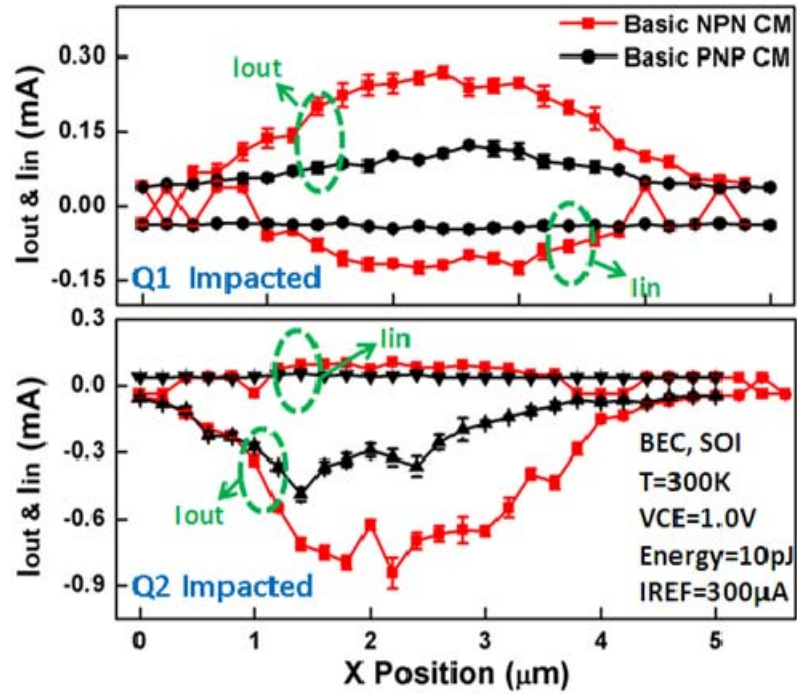 Basic NPN CM
Basic PNP CM
Iout & Iin (mA)
0.30
0.15
0.00
-0.15
Iout
Iin
Q1 Impacted
Iout & Iin (mA)
0.3
0.0
-0.3
-0.6
-0.9
Iin
Iout
Q2 Impacted
BEC, SOI
T=300K
VCE=1.0V
Energy=10pJ
IREF=300μA
0 1 2 3 4 5
X Position (μm)